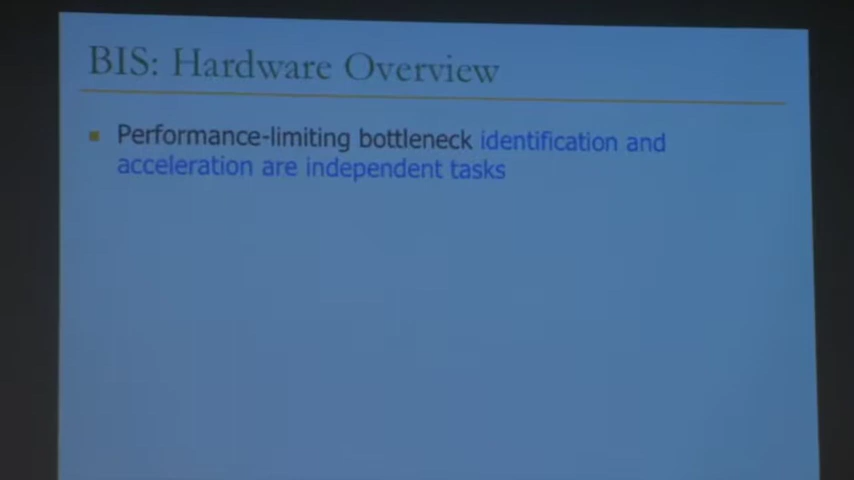 BIS: Hardware Overview
Performance-limiting bottleneck identification and
acceleration are independent tasks